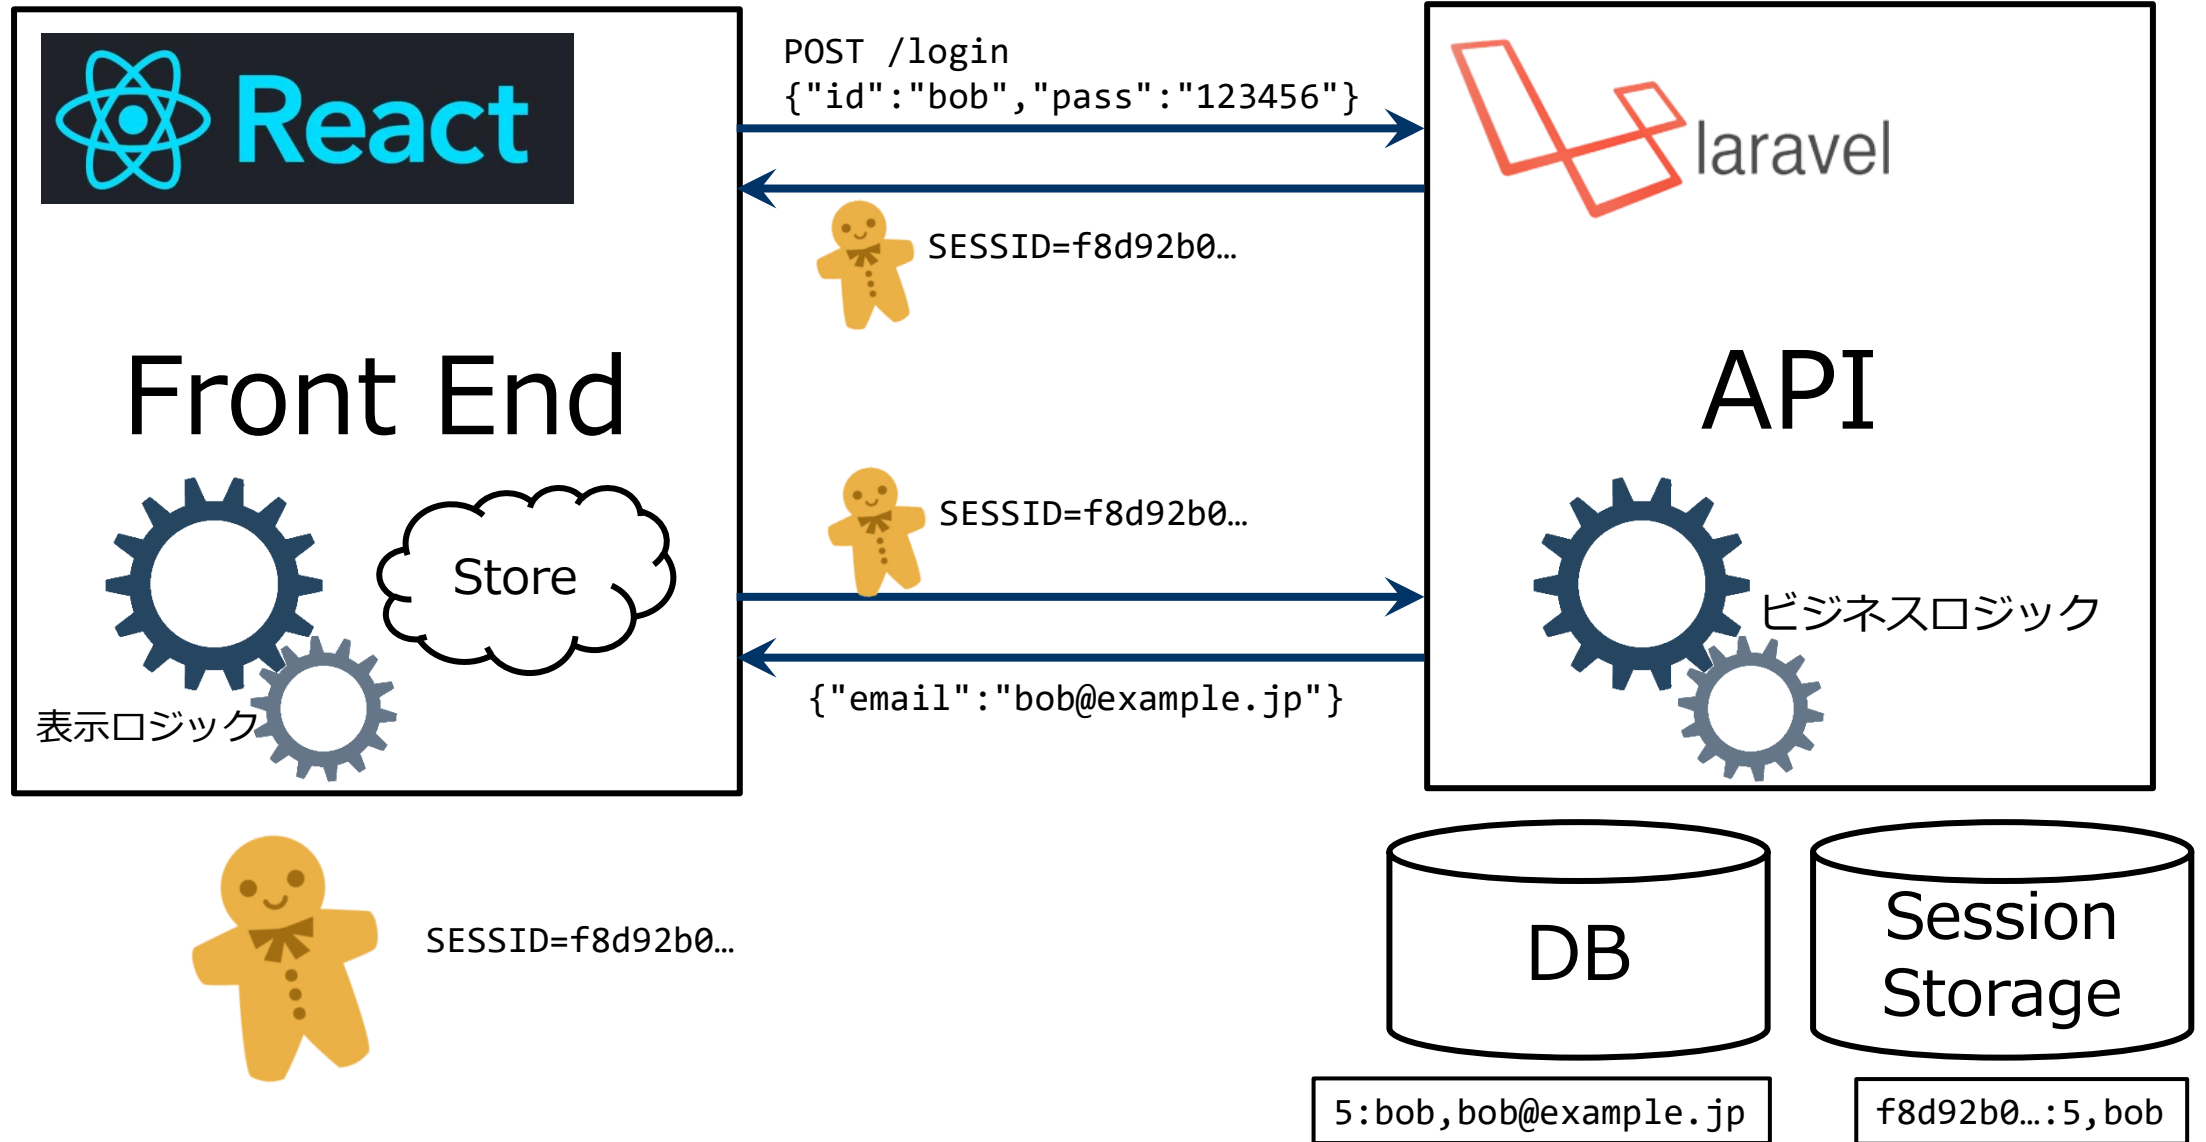 React
POST /login
{"id":"bob","pass":"123456"}
laravel
SESSID=f8d92b0…
Front End
API
SESSID=f8d92b0…
Store
ビジネスロジック
{"email":"bob@example.jp"}
表示ロジック
SESSID=f8d92b0…
DB
Session
Storage
5:bob,bob@example.jp
f8d92b0…:5,bob